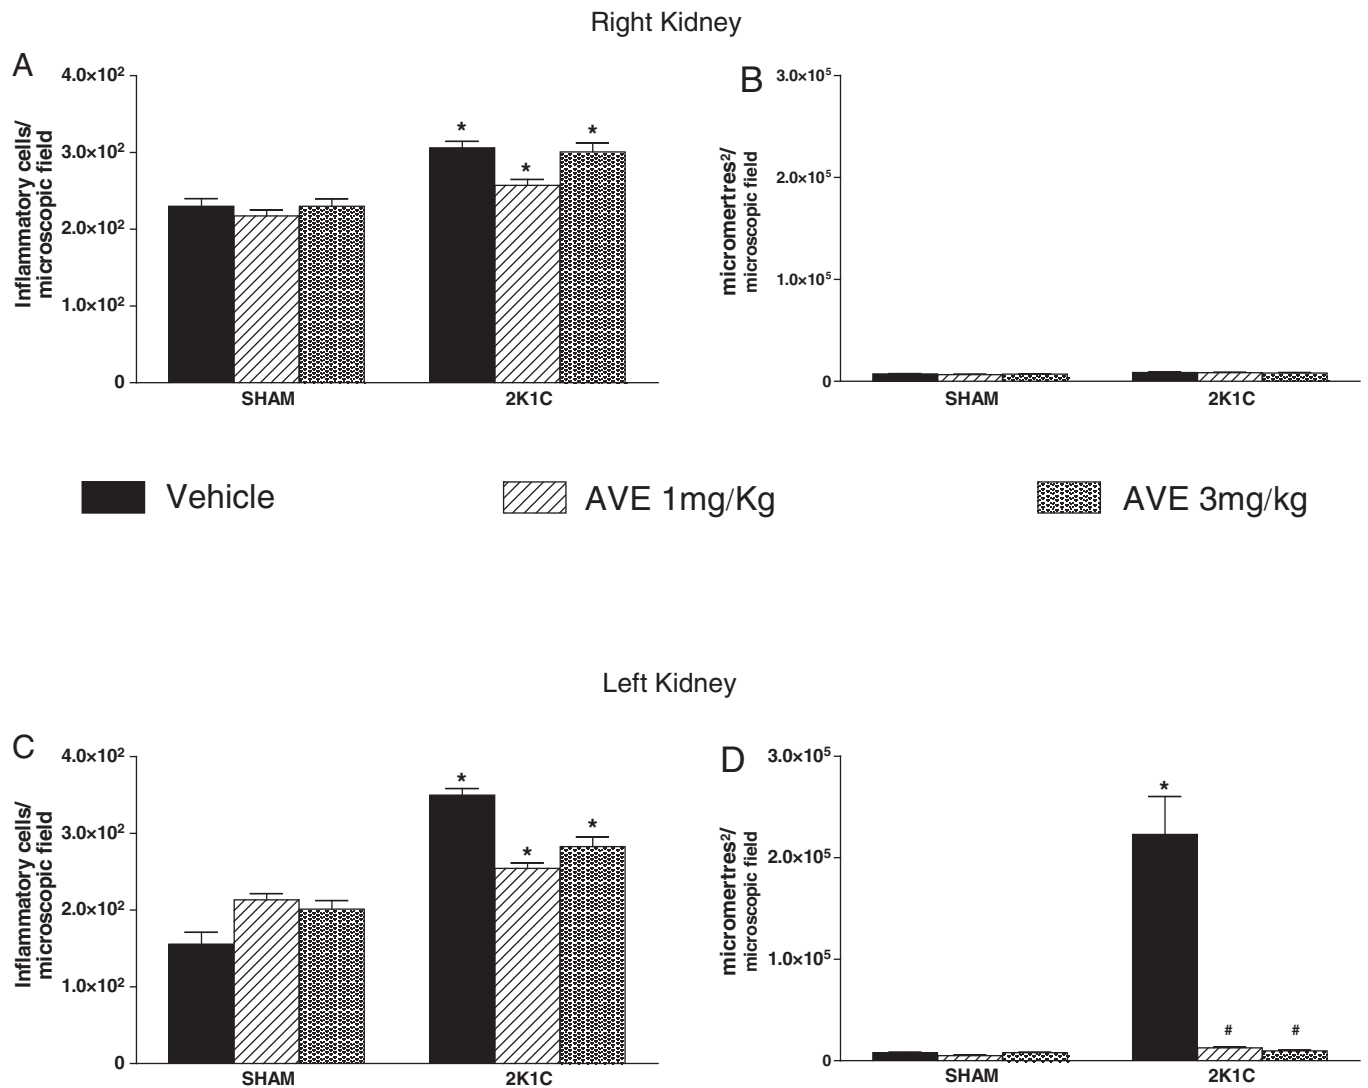 Right Kidney
A
Inflammatory cells/
microscopic field
4.0×10²
3.0×10²
2.0×10²
1.0×10²
0
*
*
*
SHAM
2K1C
B
micromertres²/
microscopic field
3.0×10⁵
2.0×10⁵
1.0×10⁵
0
SHAM
2K1C
Vehicle
AVE 1mg/Kg
AVE 3mg/kg
Left Kidney
C
Inflammatory cells/
microscopic field
4.0×10²
3.0×10²
2.0×10²
1.0×10²
0
*
*
*
SHAM
2K1C
D
micromertres²/
microscopic field
3.0×10⁵
2.0×10⁵
1.0×10⁵
0
*
#
#
SHAM
2K1C